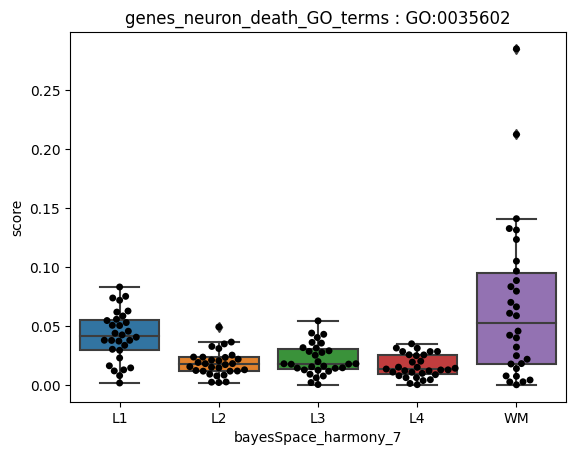 genes_neuron_death_GO_terms : GO:0035602
0.25
0.20
0.15
0.10
0.05
0.00
score
L1 L2 L3 L4 WM
bayesSpace_harmony_7